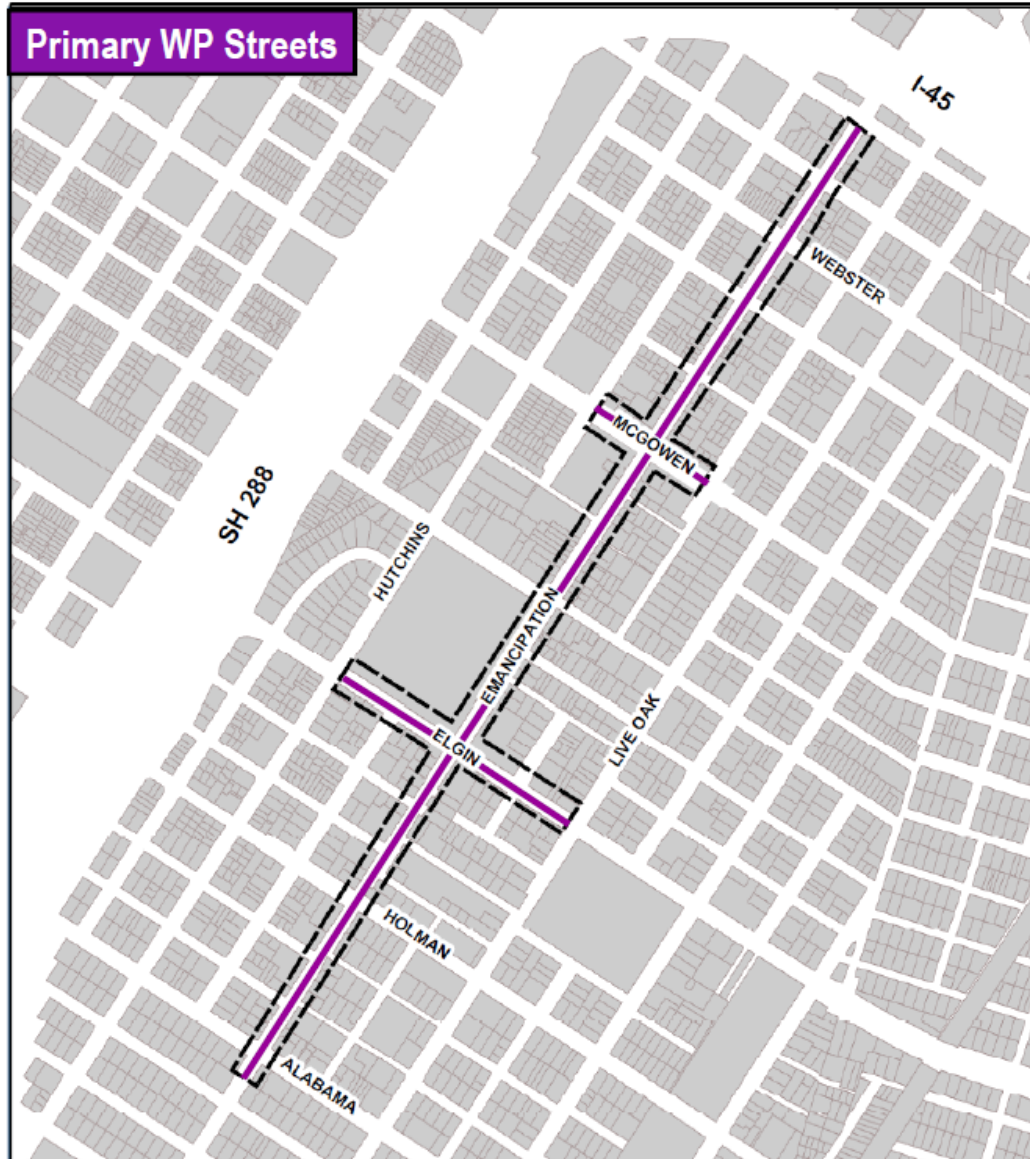 Primary WP Streets
I-45
WEBSTER
MCGOWEN
SH 288
HUTCHINS
EMANCIPATION
LIVE OAK
ELGIN
HOLMAN
ALABAMA